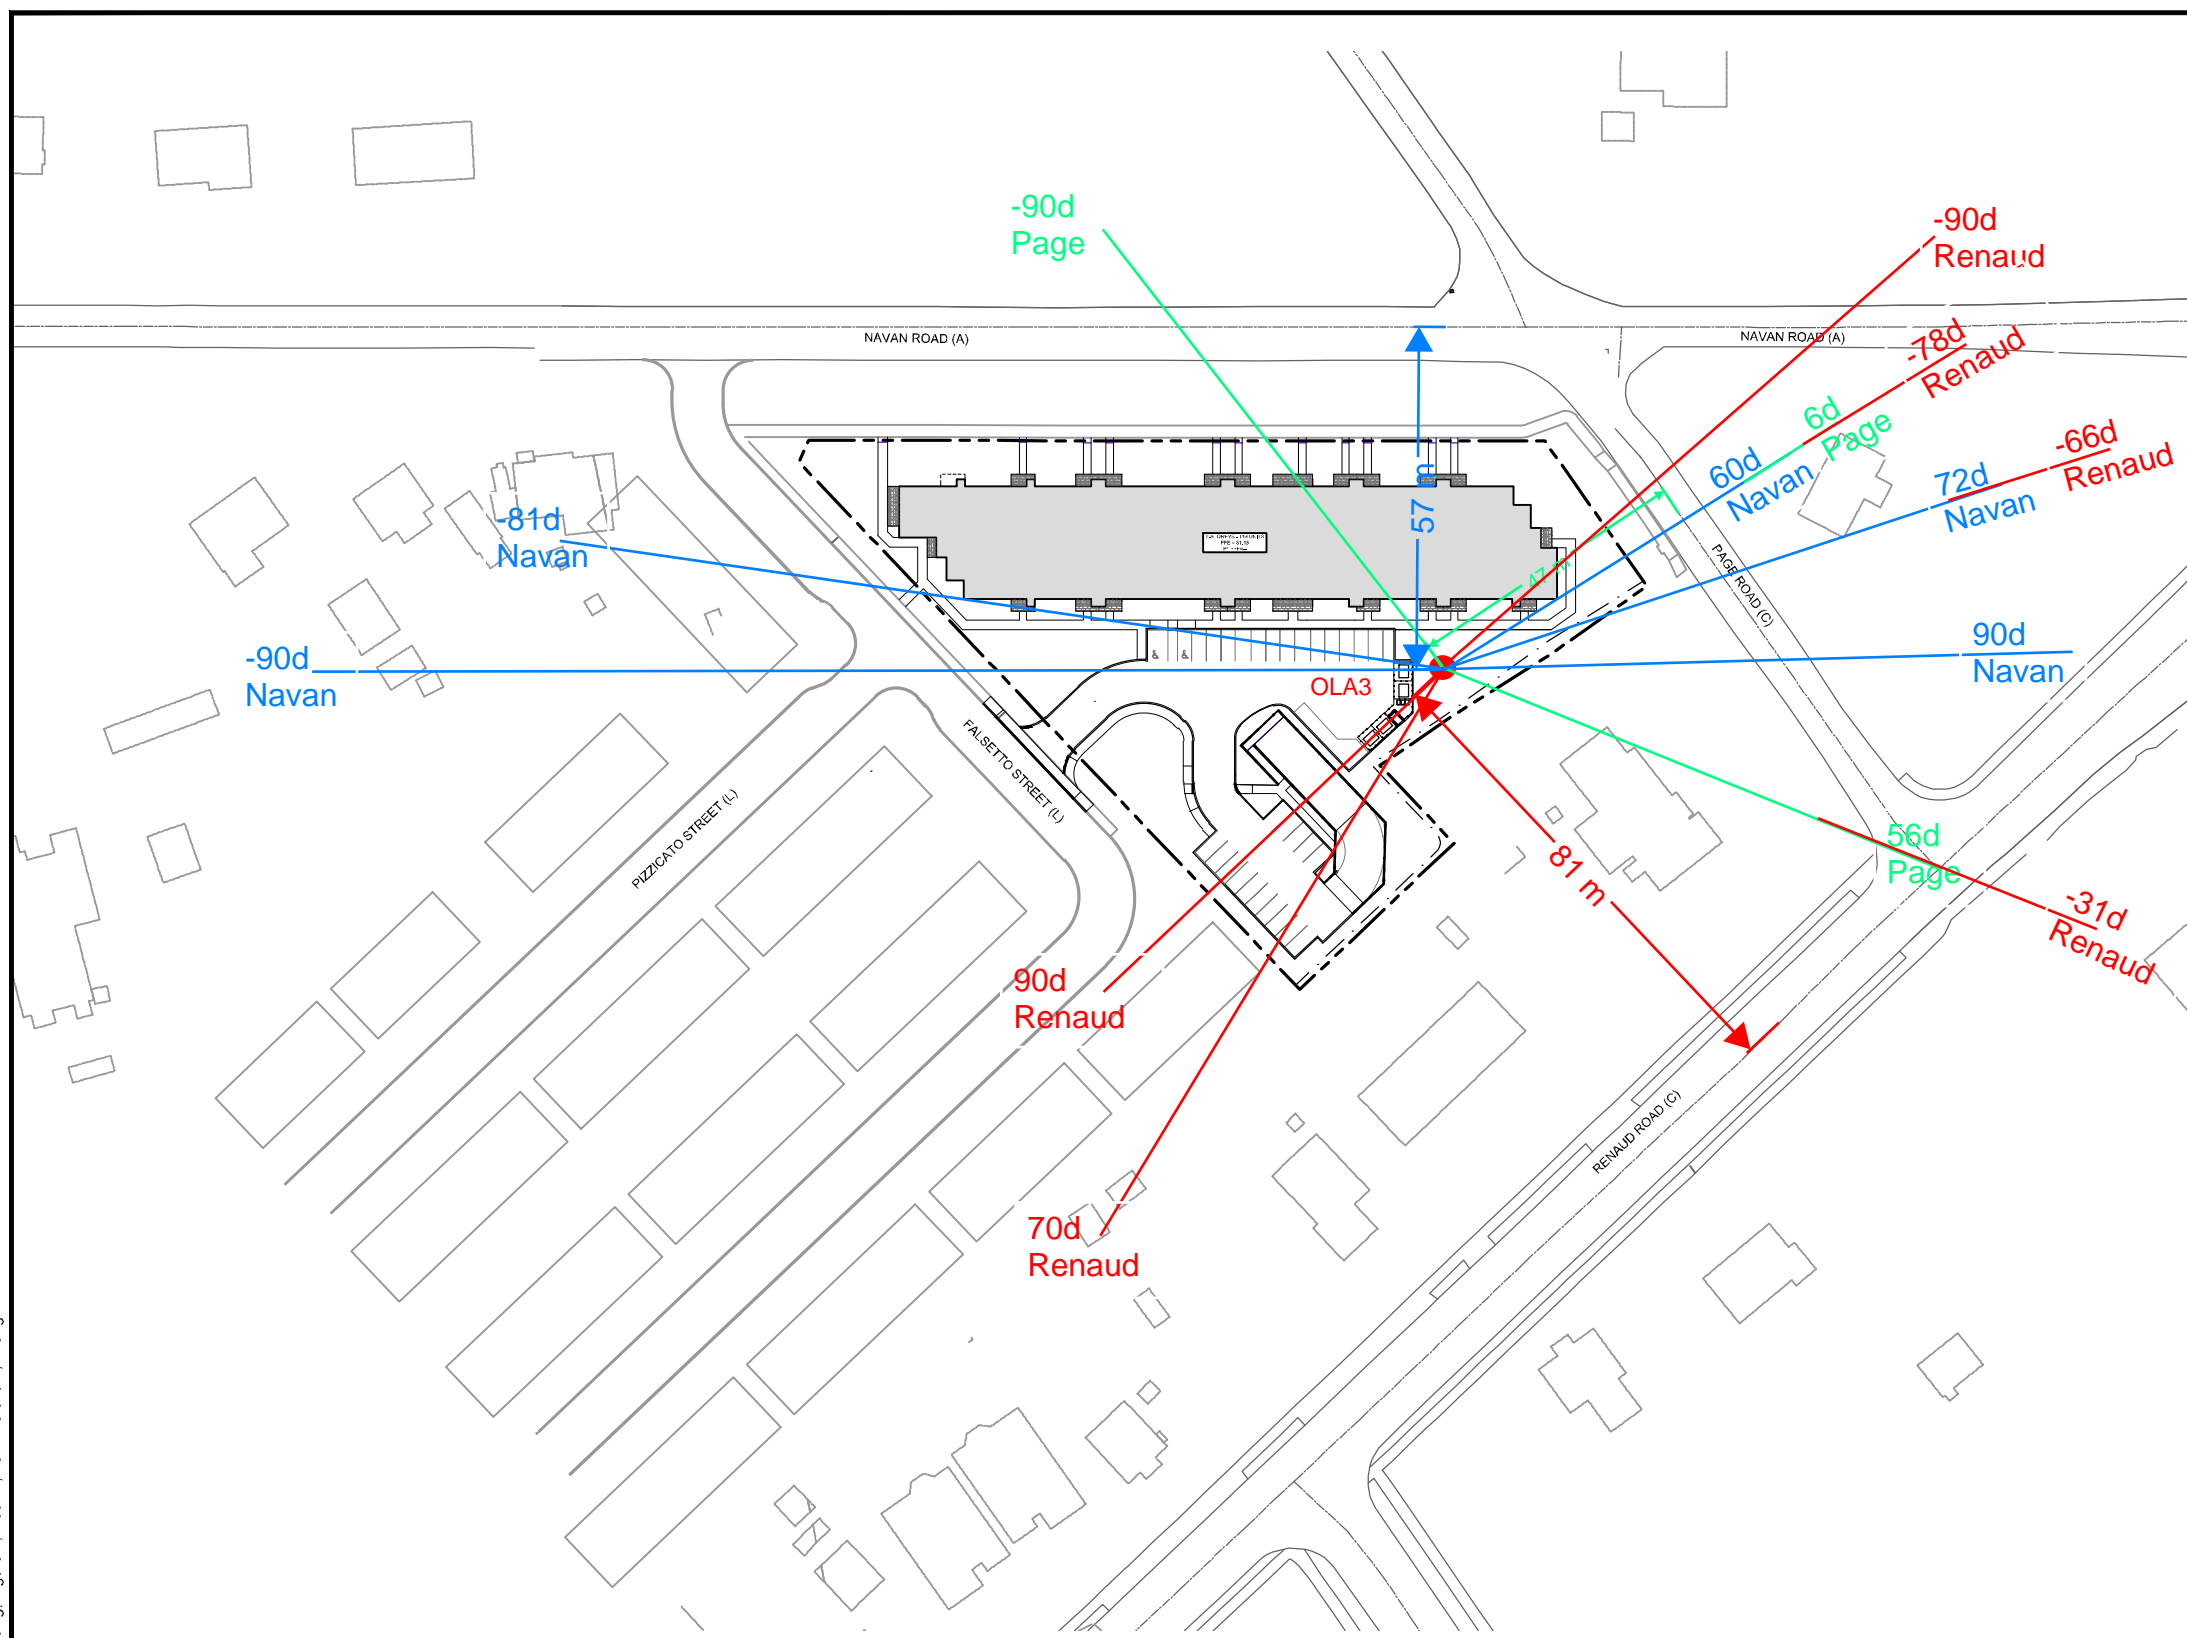 -90d
Page
-90d
Renaud
NAVAN ROAD (A)
NAVAN ROAD (A)
-78d
Renaud
6d
Page
-66d
Renaud
60d
Navan
72d
Navan
57 m
-81d
Navan
47 m
PAGE ROAD (C)
90d
Navan
-90d
Navan
OLA3
FALSETTO STREET (L)
PIZZICATO STREET (L)
81 m
56d
Page
-31d
Renaud
90d
Renaud
RENAUD ROAD (C)
70d
Renaud